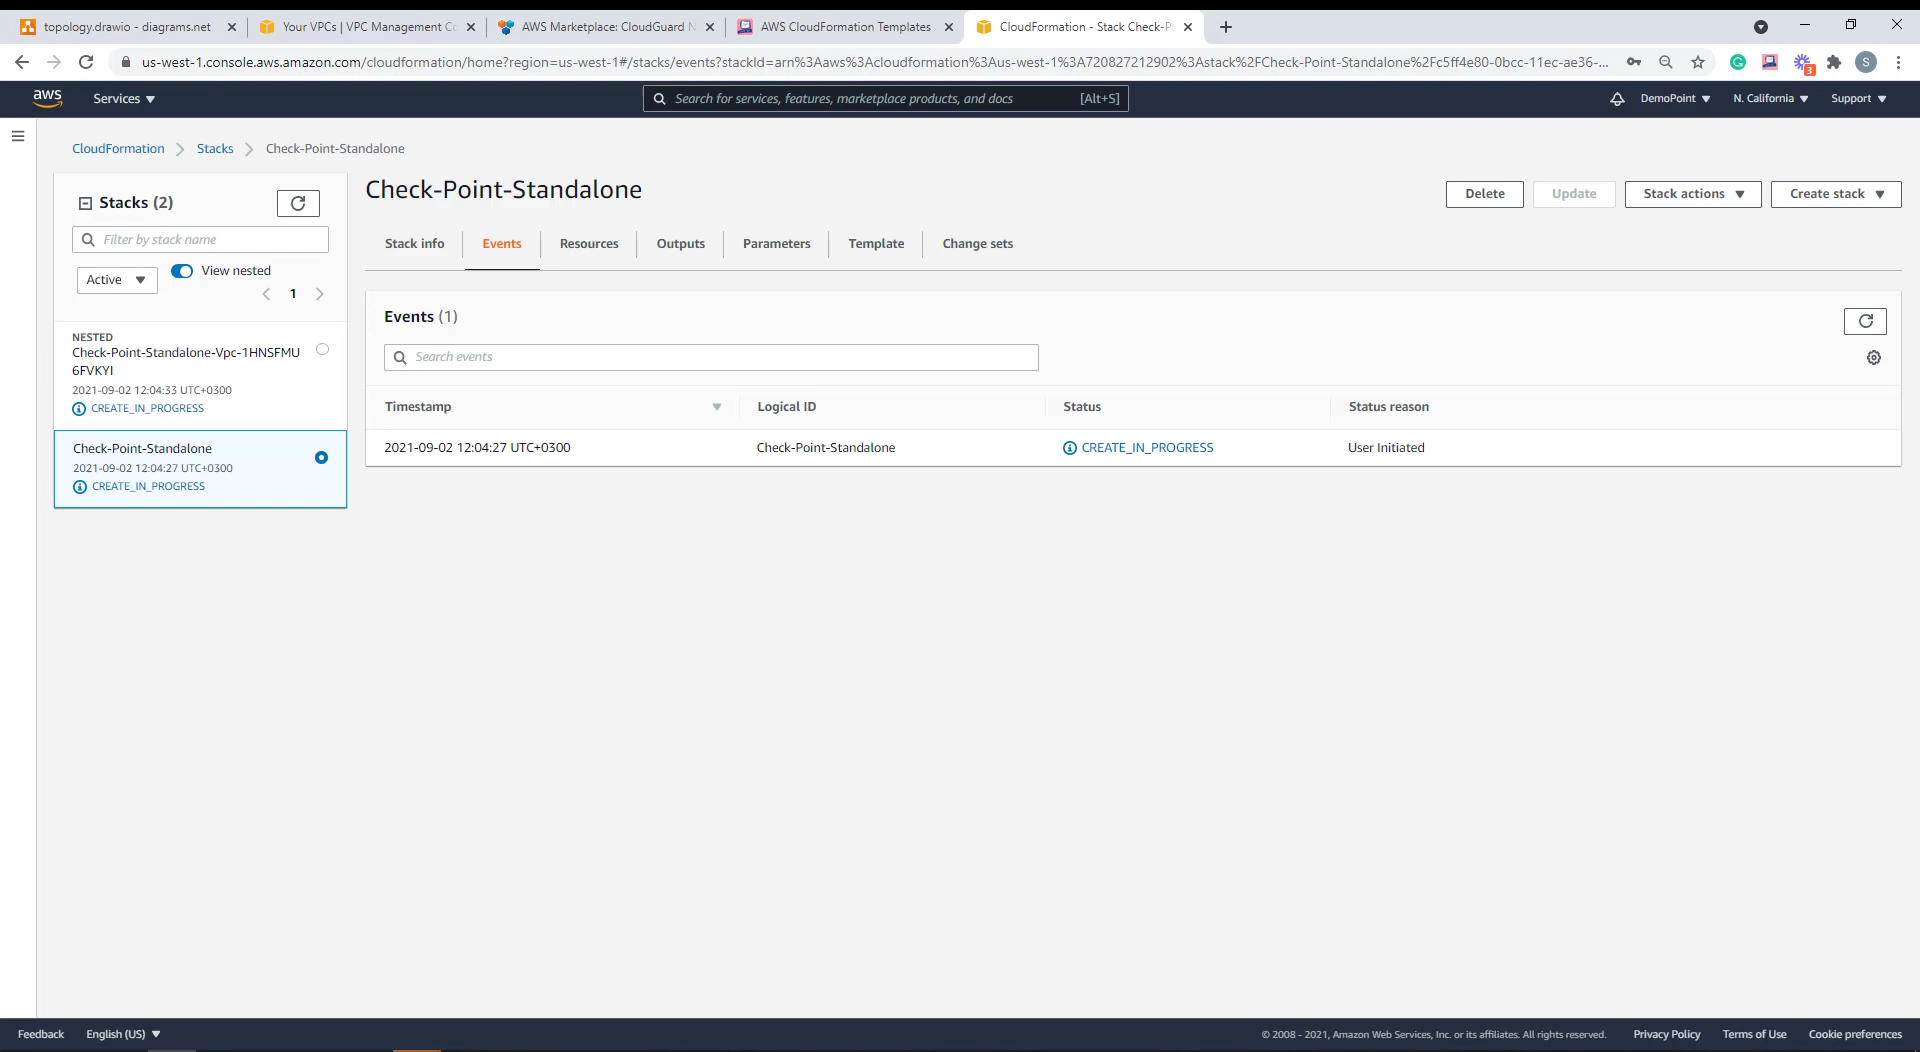 topology.drawio - diagrams.net
Your VPCs | VPC Management Co
AWS Marketplace: CloudGuard N
AWS CloudFormation Templates
CloudFormation - Stack Check-P
us-west-1.console.aws.amazon.com/cloudformation/home?region=us-west-1#/stacks/events?stackId=arn%3Aaws%3Acloudformation%3Aus-west-1%3A720827212902%3Astack%2FCheck-Point-Standalone%2Fc5ff4e80-0bcc-11ec-ae36-...
3
S
aws
Services
Search for services, features, marketplace products, and docs
[Alt+S]
DemoPoint
N. California
Support
CloudFormation
Stacks
Check-Point-Standalone
Stacks (2)
Filter by stack name
Active
View nested
1
NESTED
Check-Point-Standalone-Vpc-1HNSFMU
6FVKYI
2021-09-02 12:04:33 UTC+0300
CREATE_IN_PROGRESS
Check-Point-Standalone
2021-09-02 12:04:27 UTC+0300
CREATE_IN_PROGRESS
Check-Point-Standalone
Delete
Update
Stack actions
Create stack
Stack info
Events
Resources
Outputs
Parameters
Template
Change sets
Events (1)
Search events
Timestamp
Logical ID
Status
Status reason
2021-09-02 12:04:27 UTC+0300
Check-Point-Standalone
CREATE_IN_PROGRESS
User Initiated
Feedback
English (US)
© 2008 - 2021, Amazon Web Services, Inc. or its affiliates. All rights reserved.
Privacy Policy
Terms of Use
Cookie preferences